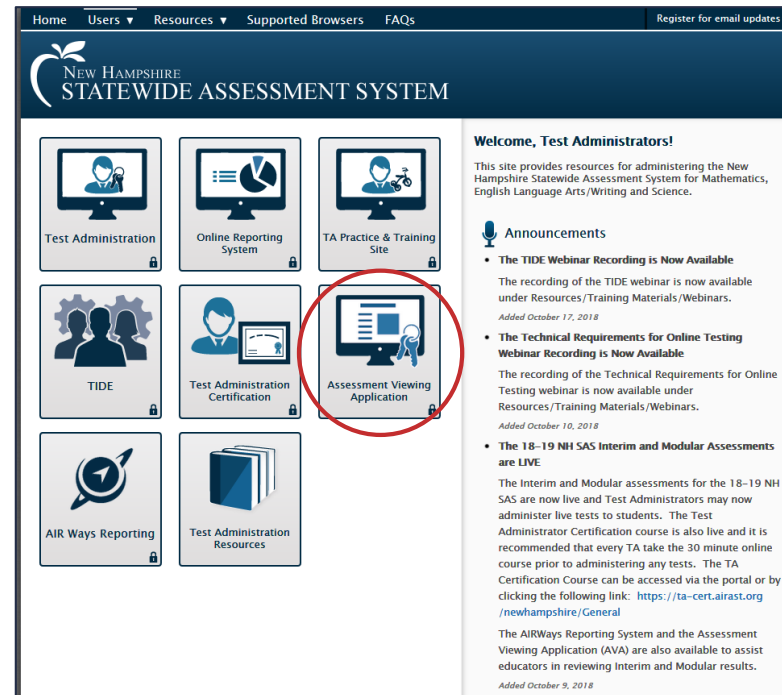 Home Users ▼ Resources ▼ Supported Browsers FAQs Register for email updates
NEW HAMPSHIRE
STATEWIDE ASSESSMENT SYSTEM
Test Administration
Online Reporting
System
TA Practice & Training
Site
TIDE
Test Administration
Certification
Assessment Viewing
Application
AIR Ways Reporting
Test Administration
Resources
Welcome, Test Administrators!
This site provides resources for administering the New
Hampshire Statewide Assessment System for Mathematics,
English Language Arts/Writing and Science.
Announcements
• The TIDE Webinar Recording is Now Available
The recording of the TIDE webinar is now available
under Resources/Training Materials/Webinars.
Added October 17, 2018
• The Technical Requirements for Online Testing
Webinar Recording is Now Available
The recording of the Technical Requirements for Online
Testing webinar is now available under
Resources/Training Materials/Webinars.
Added October 10, 2018
• The 18–19 NH SAS Interim and Modular Assessments
are LIVE
The Interim and Modular assessments for the 18–19 NH
SAS are now live and Test Administrators may now
administer live tests to students. The Test
Administrator Certification course is also live and it is
recommended that every TA take the 30 minute online
course prior to administering any tests. The TA
Certification Course can be accessed via the portal or by
clicking the following link: https://ta-cert.airast.org
/newhampshire/General
The AIRWays Reporting System and the Assessment
Viewing Application (AVA) are also available to assist
educators in reviewing Interim and Modular results.
Added October 9, 2018